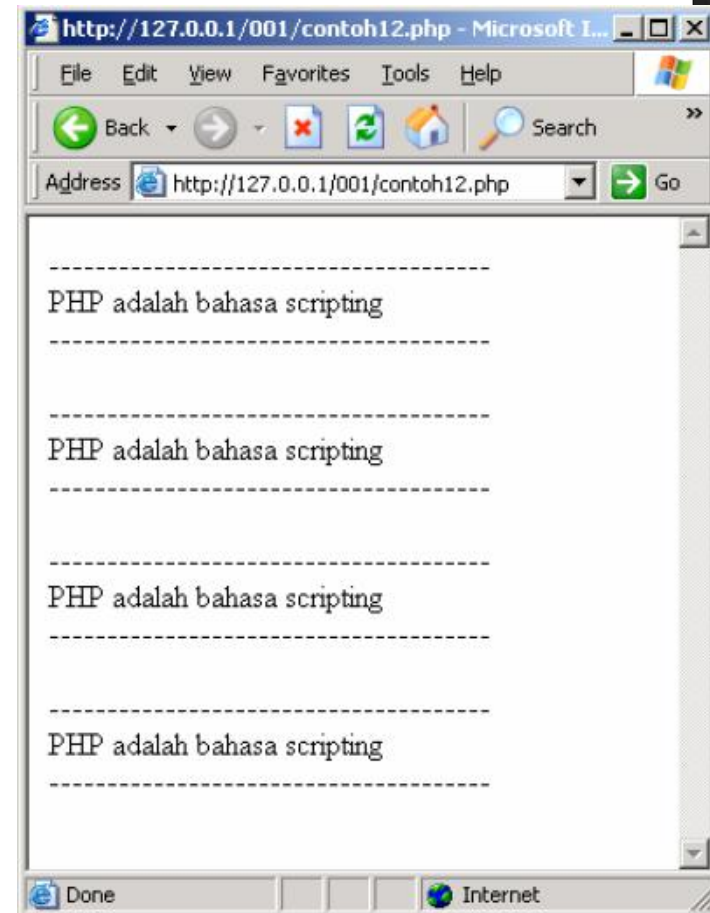 http://127.0.0.1/001/contoh12.php - Microsoft I...
File Edit View Favorites Tools Help
Back Search »
Address http://127.0.0.1/001/contoh12.php Go
--------------------------------------
PHP adalah bahasa scripting
--------------------------------------
--------------------------------------
PHP adalah bahasa scripting
--------------------------------------
--------------------------------------
PHP adalah bahasa scripting
--------------------------------------
--------------------------------------
PHP adalah bahasa scripting
--------------------------------------
Done Internet